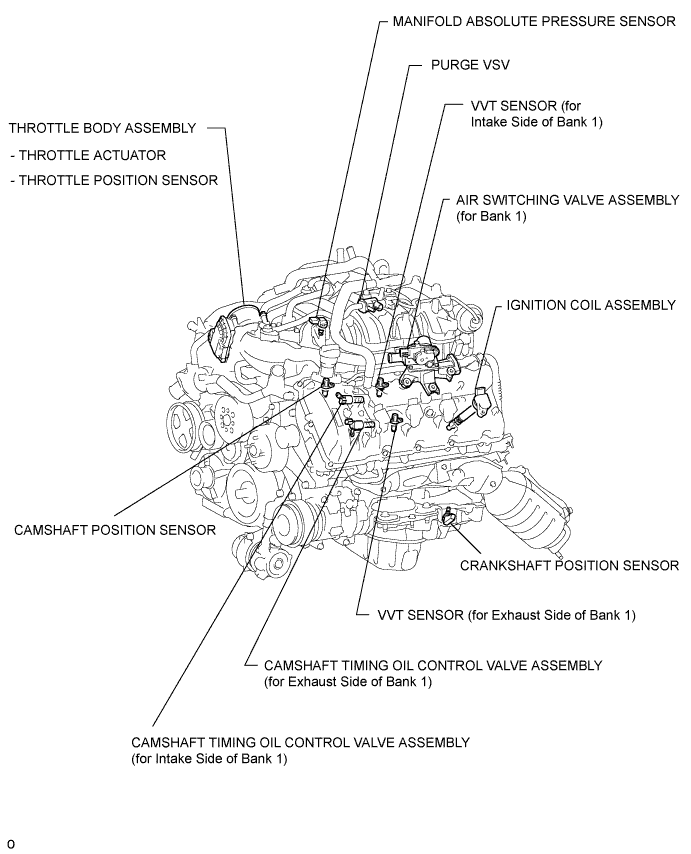 MANIFOLD ABSOLUTE PRESSURE SENSOR
PURGE VSV
VVT SENSOR (for
Intake Side of Bank 1)
THROTTLE BODY ASSEMBLY
- THROTTLE ACTUATOR
- THROTTLE POSITION SENSOR
AIR SWITCHING VALVE ASSEMBLY
(for Bank 1)
IGNITION COIL ASSEMBLY
CAMSHAFT POSITION SENSOR
CRANKSHAFT POSITION SENSOR
VVT SENSOR (for Exhaust Side of Bank 1)
CAMSHAFT TIMING OIL CONTROL VALVE ASSEMBLY
(for Exhaust Side of Bank 1)
CAMSHAFT TIMING OIL CONTROL VALVE ASSEMBLY
(for Intake Side of Bank 1)
O